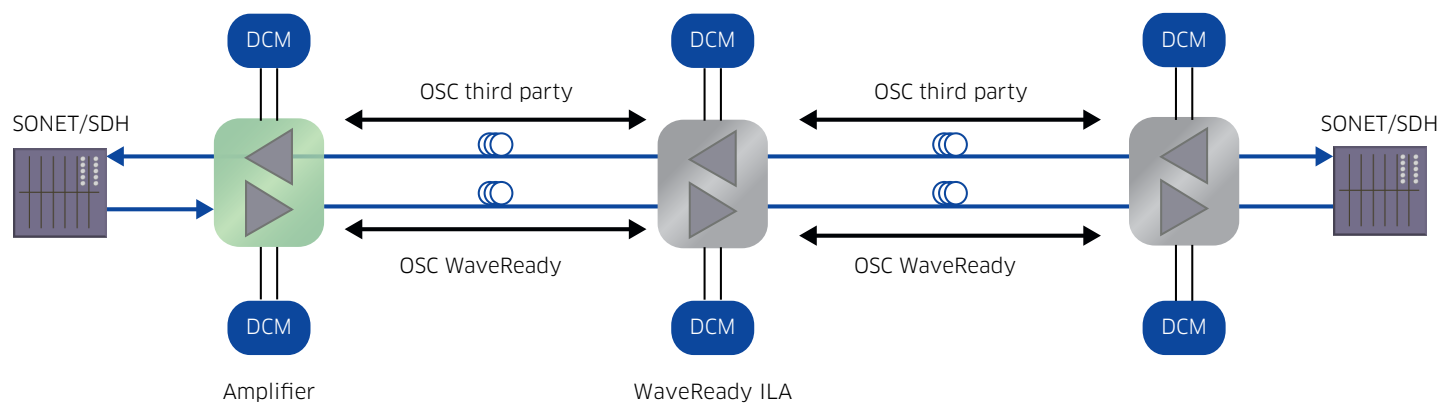 DCM
DCM
DCM
OSC third party
OSC third party
SONET/SDH
SONET/SDH
OSC WaveReady
OSC WaveReady
DCM
DCM
DCM
Amplifier
WaveReady ILA